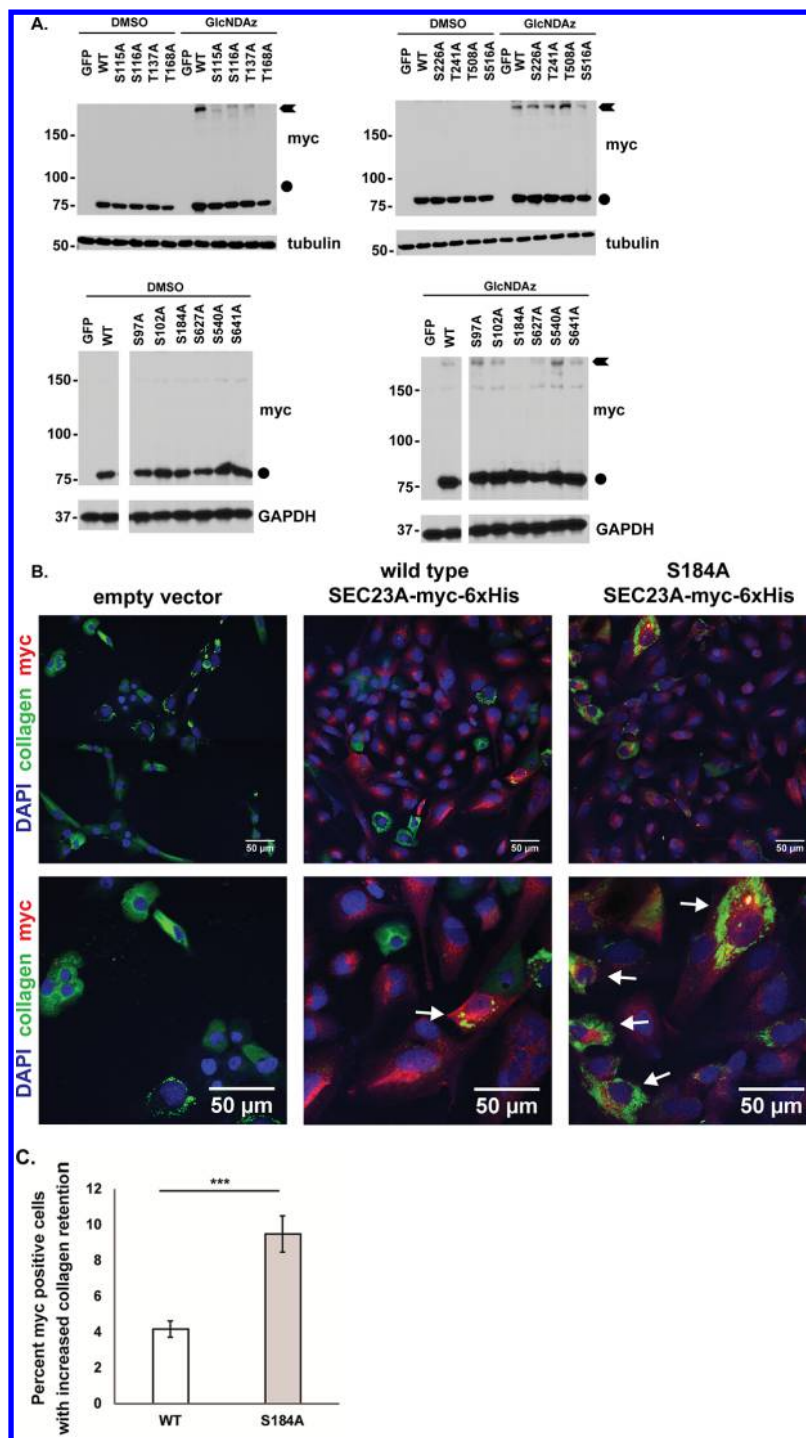 A.
DMSO GlcNDAz
GFP WT S115A S116A T137A T168A GFP WT S115A S116A T137A T168A
150-
100-
75-
50-
myc
tubulin
DMSO GlcNDAz
GFP WT S226A T241A T508A S516A GFP WT S226A T241A T508A S516A
150-
100-
75-
50-
myc
tubulin
DMSO
GFP WT S97A S102A S184A S627A S540A S641A
150-
100-
75-
37-
myc
GAPDH
GlcNDAz
GFP WT S97A S102A S184A S627A S540A S641A
150-
100-
75-
37-
myc
GAPDH
B.
empty vector
wild type
SEC23A-myc-6xHis
S184A
SEC23A-myc-6xHis
DAPI collagen myc
50 µm
50 µm
50 µm
DAPI collagen myc
50 µm
50 µm
50 µm
C.
Percent myc positive cells
with increased collagen retention
12
10
8
6
4
2
0
***
WT S184A